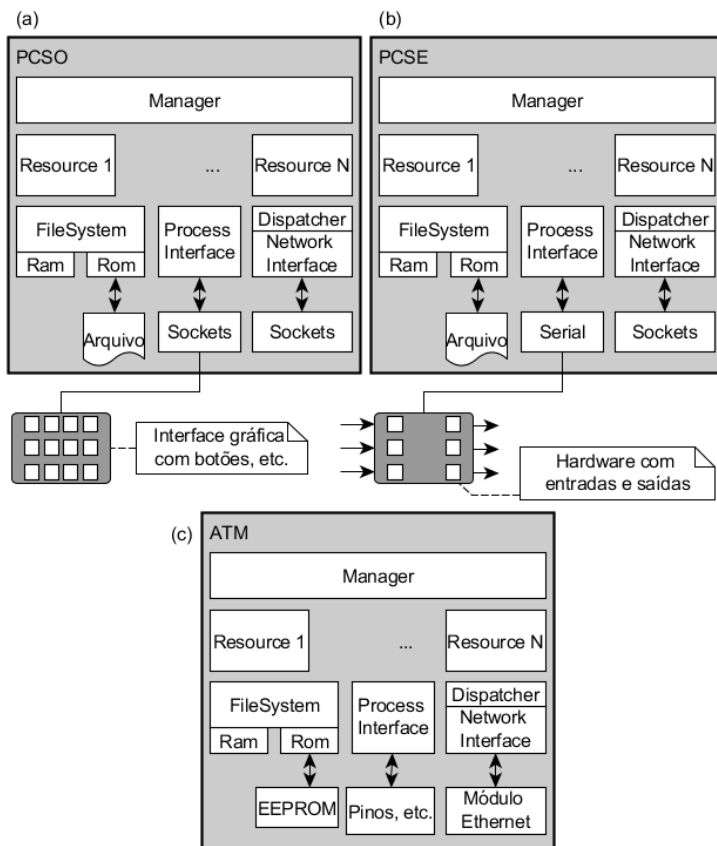 (a)
PCSO
Manager
Resource 1
...
Resource N
FileSystem
Ram
Rom
Process
Interface
Dispatcher
Network
Interface
Arquivo
Sockets
Sockets
Interface gráfica
com botões, etc.
(b)
PCSE
Manager
Resource 1
...
Resource N
FileSystem
Ram
Rom
Process
Interface
Dispatcher
Network
Interface
Arquivo
Serial
Sockets
Hardware com
entradas e saídas
(c)
ATM
Manager
Resource 1
...
Resource N
FileSystem
Ram
Rom
Process
Interface
Dispatcher
Network
Interface
EEPROM
Pinos, etc.
Módulo
Ethernet